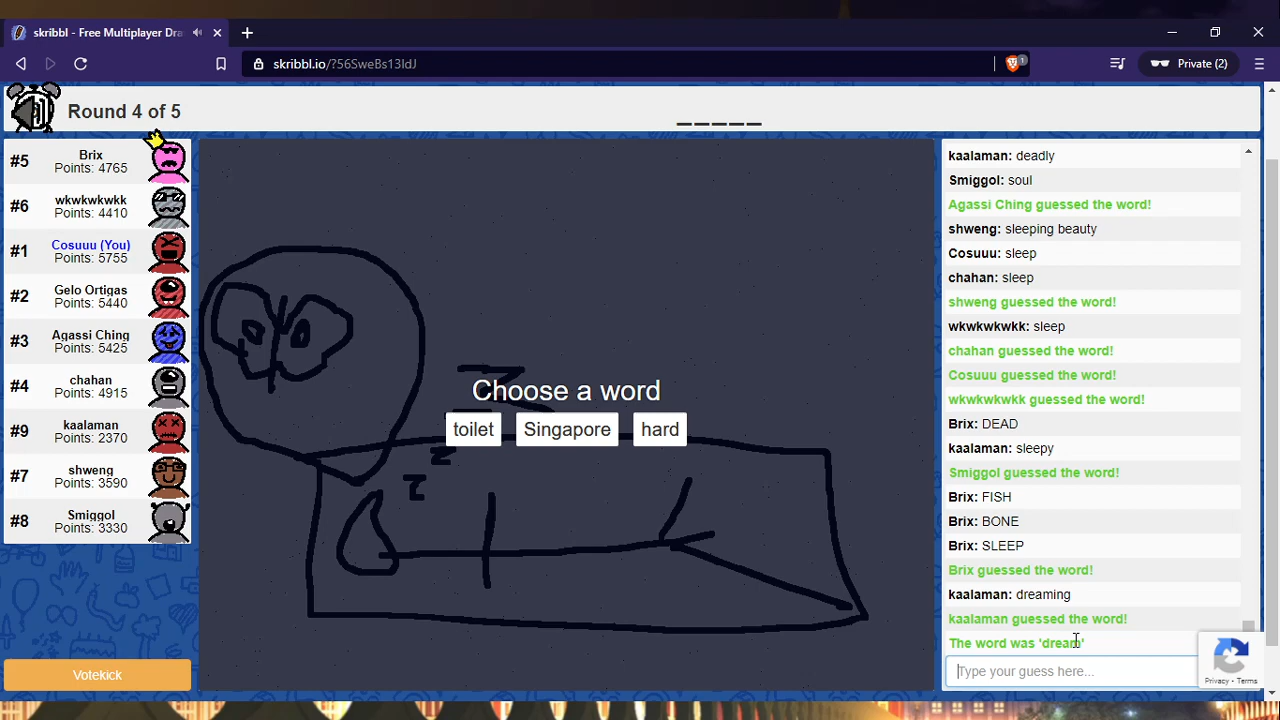 skribbl - Free Multiplayer Dra
skribbl.io/?56SweBs13IdJ
1
Private (2)
Round 4 of 5
_ _ _ _ _
#5 Brix
Points: 4765
#6 wkwkwkwkk
Points: 4410
#1 Cosuuu (You)
Points: 5755
#2 Gelo Ortigas
Points: 5440
#3 Agassi Ching
Points: 5425
#4 chahan
Points: 4915
#9 kaalaman
Points: 2370
#7 shweng
Points: 3590
#8 Smiggol
Points: 3330
Votekick
Choose a word
toilet Singapore hard
z
z
z
kaalaman: deadly
Smiggol: soul
Agassi Ching guessed the word!
shweng: sleeping beauty
Cosuuu: sleep
chahan: sleep
shweng guessed the word!
wkwkwkwkk: sleep
chahan guessed the word!
Cosuuu guessed the word!
wkwkwkwkk guessed the word!
Brix: DEAD
kaalaman: sleepy
Smiggol guessed the word!
Brix: FISH
Brix: BONE
Brix: SLEEP
Brix guessed the word!
kaalaman: dreaming
kaalaman guessed the word!
The word was 'dream'
Type your guess here...
Privacy - Terms